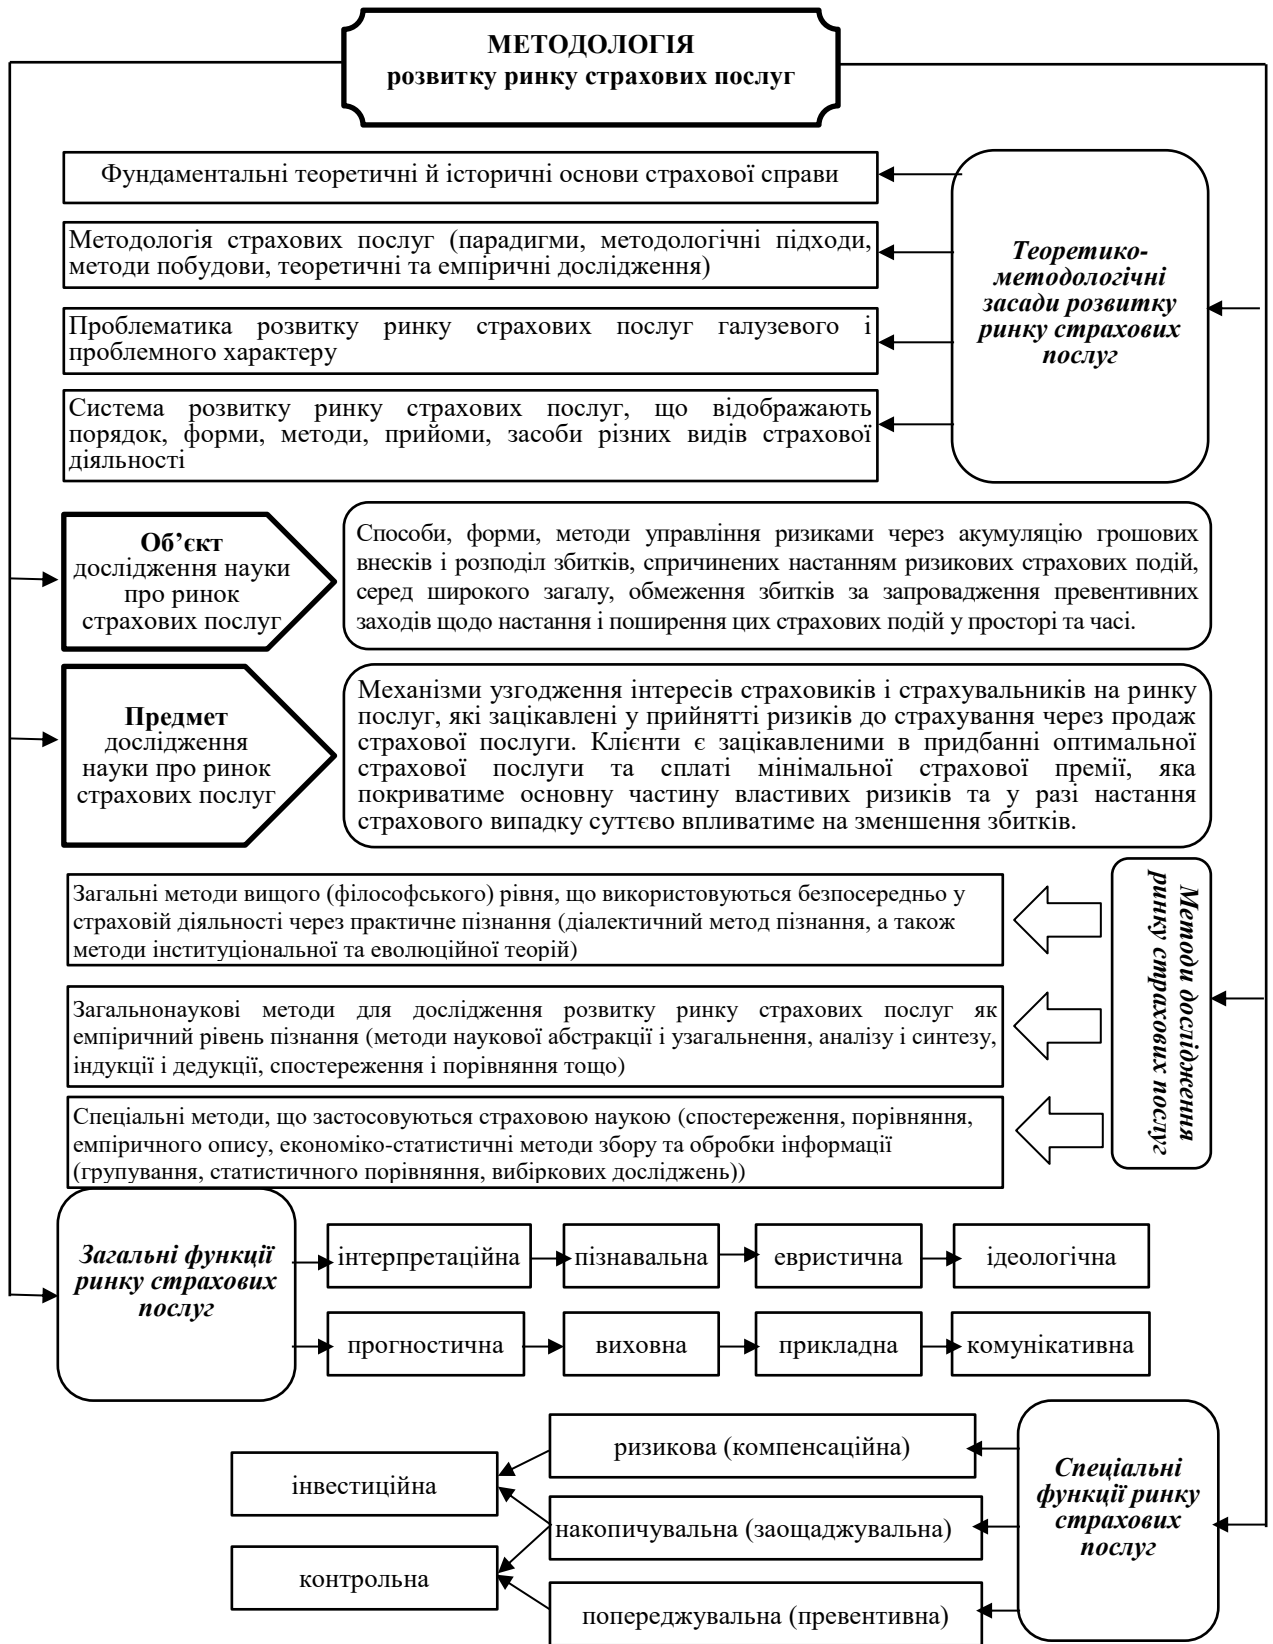 МЕТОДОЛОГІЯ
розвитку ринку страхових послуг
Фундаментальні теоретичні й історичні основи страхової справи
Методологія страхових послуг (парадигми, методологічні підходи,
методи побудови, теоретичні та емпіричні дослідження)
Проблематика розвитку ринку страхових послуг галузевого і
проблемного характеру
Система розвитку ринку страхових послуг, що відображають
порядок, форми, методи, прийоми, засоби різних видів страхової
діяльності
Теоретико-
методологічні
засади розвитку
ринку страхових
послуг
Об’єкт
дослідження науки
про ринок
страхових послуг
Способи, форми, методи управління ризиками через акумуляцію грошових
внесків і розподіл збитків, спричинених настанням ризикових страхових подій,
серед широкого загалу, обмеження збитків за запровадження превентивних
заходів щодо настання і поширення цих страхових подій у просторі та часі.
Предмет
дослідження
науки про ринок
страхових послуг
Механізми узгодження інтересів страховиків і страхувальників на ринку
послуг, які зацікавлені у прийнятті ризиків до страхування через продаж
страхової послуги. Клієнти є зацікавленими в придбанні оптимальної
страхової послуги та сплаті мінімальної страхової премії, яка
покриватиме основну частину властивих ризиків та у разі настання
страхового випадку суттєво впливатиме на зменшення збитків.
Загальні методи вищого (філософського) рівня, що використовуються безпосередньо у
страховій діяльності через практичне пізнання (діалектичний метод пізнання, а також
методи інституціональної та еволюційної теорій)
Загальнонаукові методи для дослідження розвитку ринку страхових послуг як
емпіричний рівень пізнання (методи наукової абстракції і узагальнення, аналізу і синтезу,
індукції і дедукції, спостереження і порівняння тощо)
Спеціальні методи, що застосовуються страховою наукою (спостереження, порівняння,
емпіричного опису, економіко-статистичні методи збору та обробки інформації
(групування, статистичного порівняння, вибіркових досліджень))
Методи дослідження
ринку страхових послуг
Загальні функції
ринку страхових
послуг
інтерпретаційна
пізнавальна
евристична
ідеологічна
прогностична
виховна
прикладна
комунікативна
ризикова (компенсаційна)
інвестиційна
накопичувальна (заощаджувальна)
контрольна
попереджувальна (превентивна)
Спеціальні
функції ринку
страхових
послуг